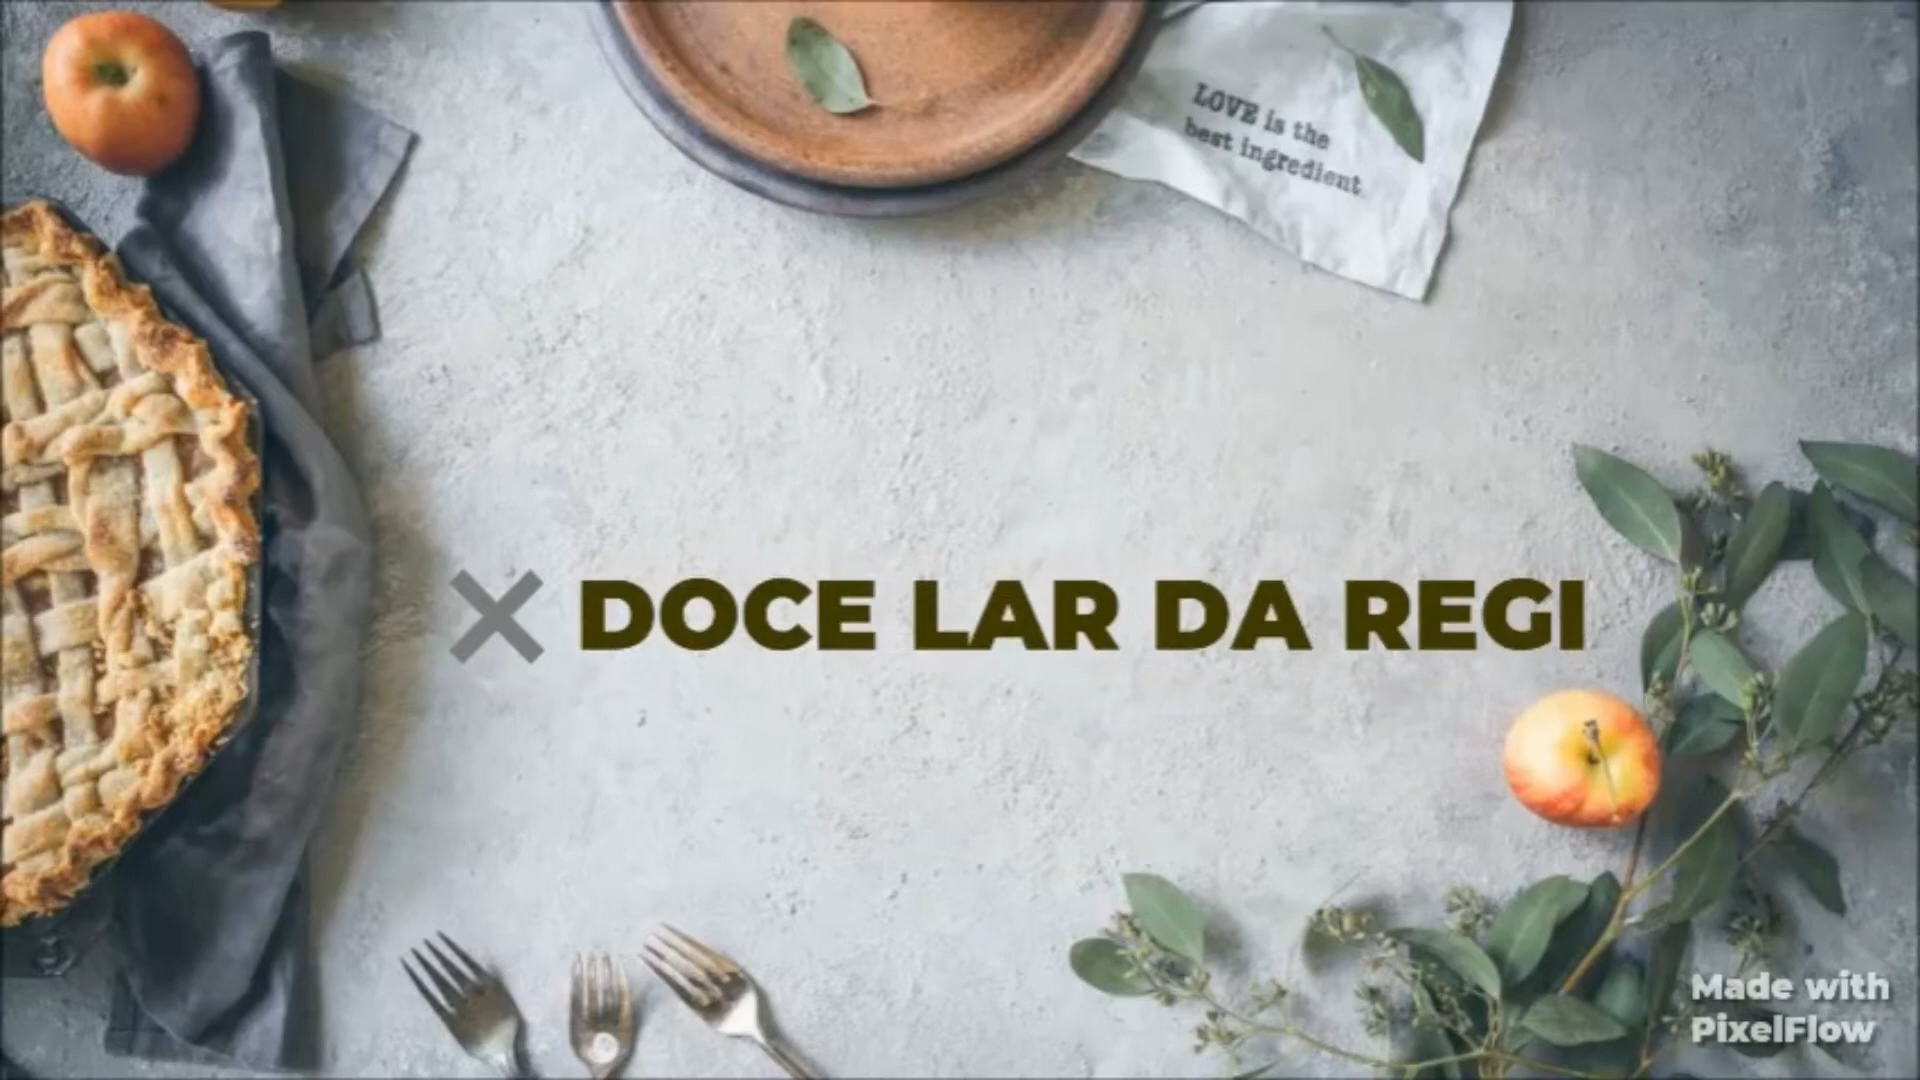 LOVE is the
best ingredient
DOCE LAR DA REGI
Made with
PixelFlow